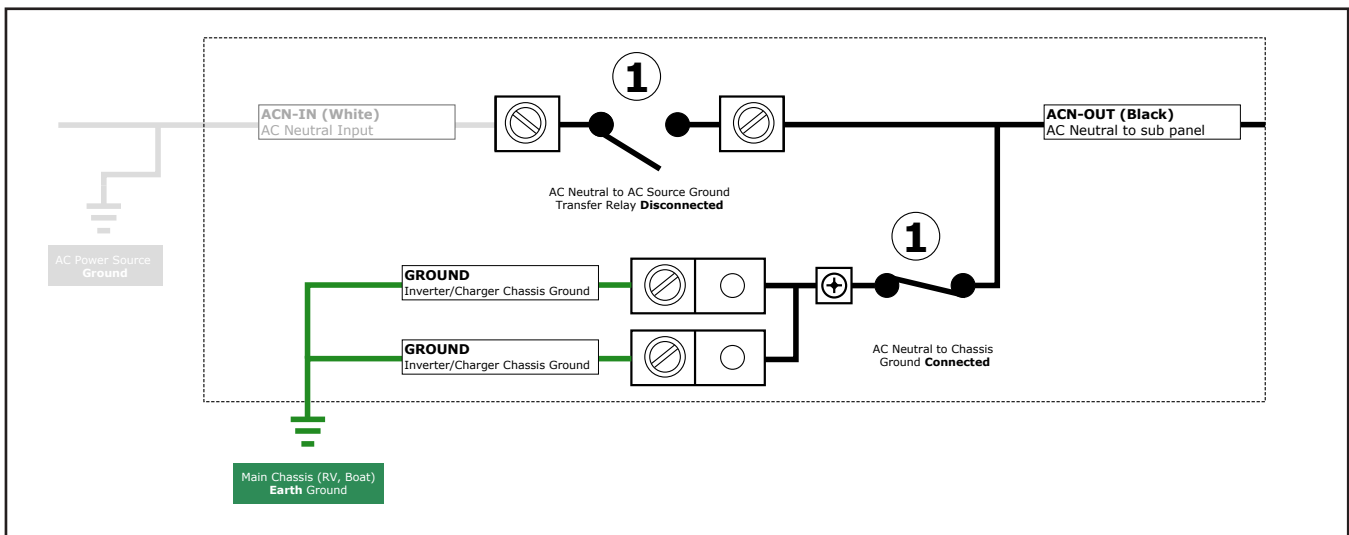 1
ACN-IN (White)
AC Neutral Input
ACN-OUT (Black)
AC Neutral to sub panel
AC Neutral to AC Source Ground
Transfer Relay Disconnected
1
AC Power Source
Ground
GROUND
Inverter/Charger Chassis Ground
GROUND
Inverter/Charger Chassis Ground
AC Neutral to Chassis
Ground Connected
Main Chassis (RV, Boat)
Earth Ground